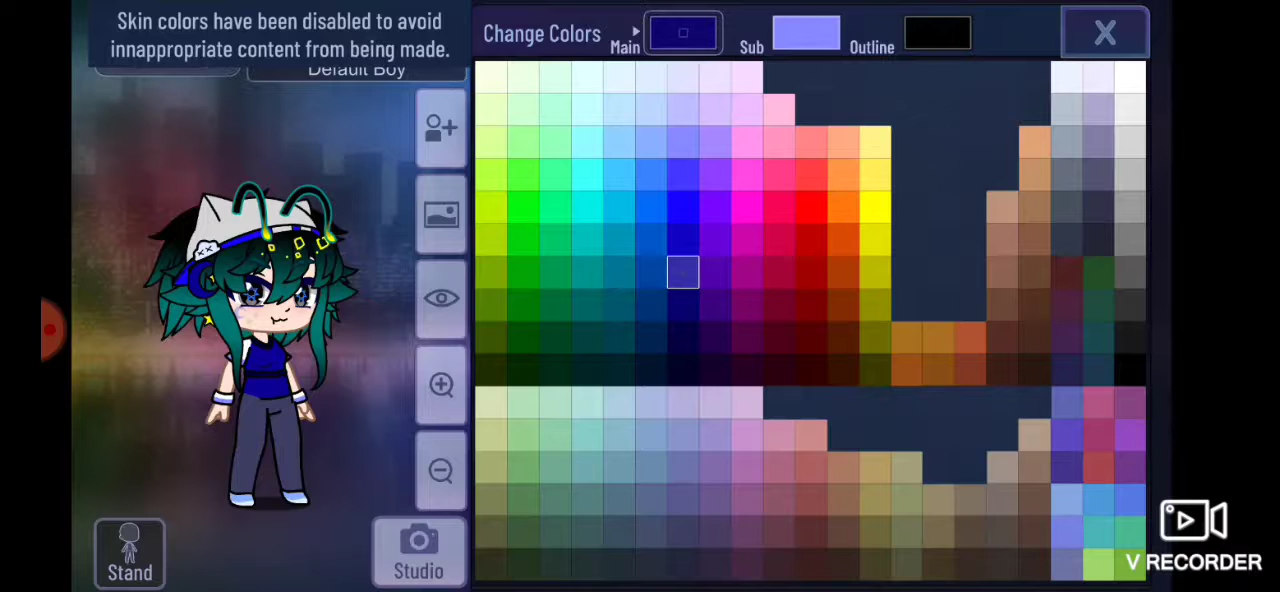 Skin colors have been disabled to avoid
innappropriate content from being made.
Default Boy
Change Colors
Main
Sub
Outline
X
Stand
Studio
V RECORDER